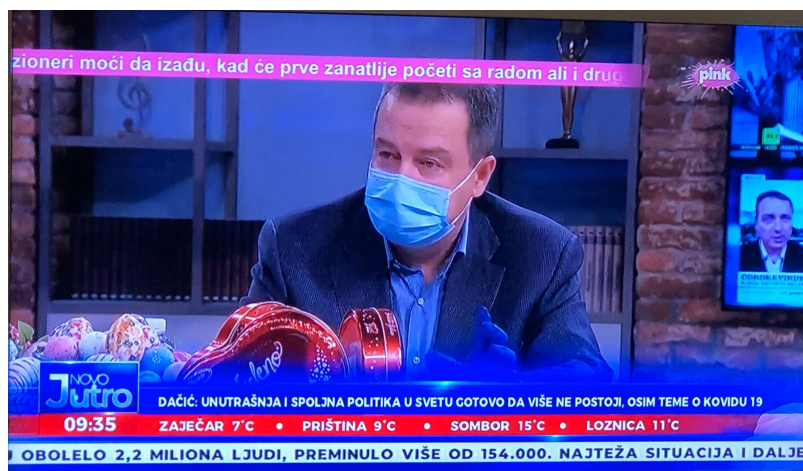 zioneri moći da izađu, kad će prve zanatlije početi sa radom ali i drug
pink
NOVO
Jutro
DAČIĆ: UNUTRAŠNJA I SPOLJNA POLITIKA U SVETU GOTOVO DA VIŠE NE POSTOJI, OSIM TEME O KOVIDU 19
09:35 ZAJEČAR 7°C • PRIŠTINA 9°C • SOMBOR 15°C • LOZNICA 11°C
U OBOLELO 2,2 MILIONA LJUDI, PREMINULO VIŠE OD 154.000. NAJTEŽA SITUACIJA I DALJE